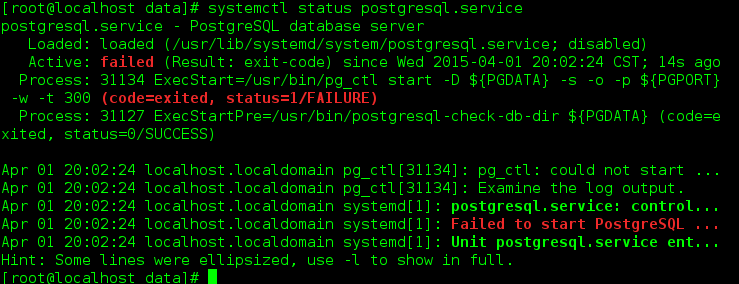 [root@localhost data]# systemctl status postgresql.service
postgresql.service - PostgreSQL database server
   Loaded: loaded (/usr/lib/systemd/system/postgresql.service; disabled)
   Active: failed (Result: exit-code) since Wed 2015-04-01 20:02:24 CST; 14s ago
  Process: 31134 ExecStart=/usr/bin/pg_ctl start -D ${PGDATA} -s -o -p ${PGPORT}
 -w -t 300 (code=exited, status=1/FAILURE)
  Process: 31127 ExecStartPre=/usr/bin/postgresql-check-db-dir ${PGDATA} (code=e
xited, status=0/SUCCESS)
Apr 01 20:02:24 localhost.localdomain pg_ctl[31134]: pg_ctl: could not start ...
Apr 01 20:02:24 localhost.localdomain pg_ctl[31134]: Examine the log output.
Apr 01 20:02:24 localhost.localdomain systemd[1]: postgresql.service: control...
Apr 01 20:02:24 localhost.localdomain systemd[1]: Failed to start PostgreSQL ...
Apr 01 20:02:24 localhost.localdomain systemd[1]: Unit postgresql.service ent...
Hint: Some lines were ellipsized, use -l to show in full.
[root@localhost data]#